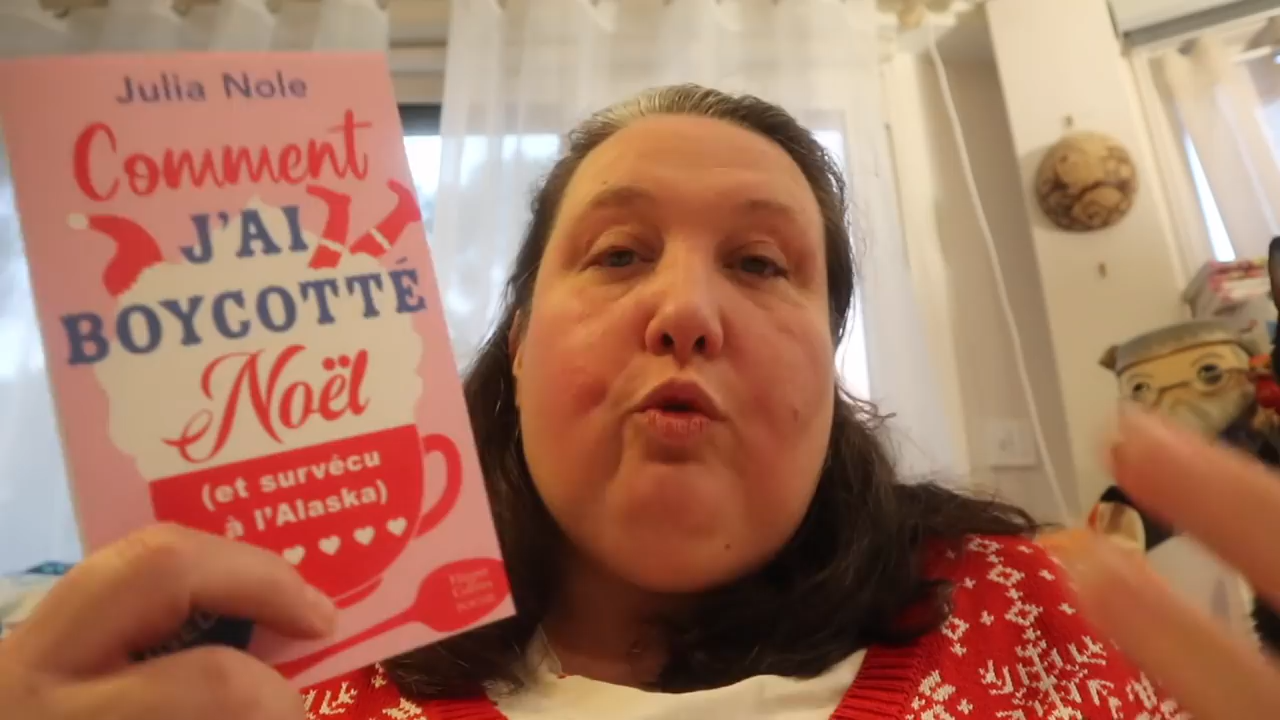 Julia Nole
Comment
J'AI
BOYCOTTÉ
Noël
(et survécu
à l'Alaska)